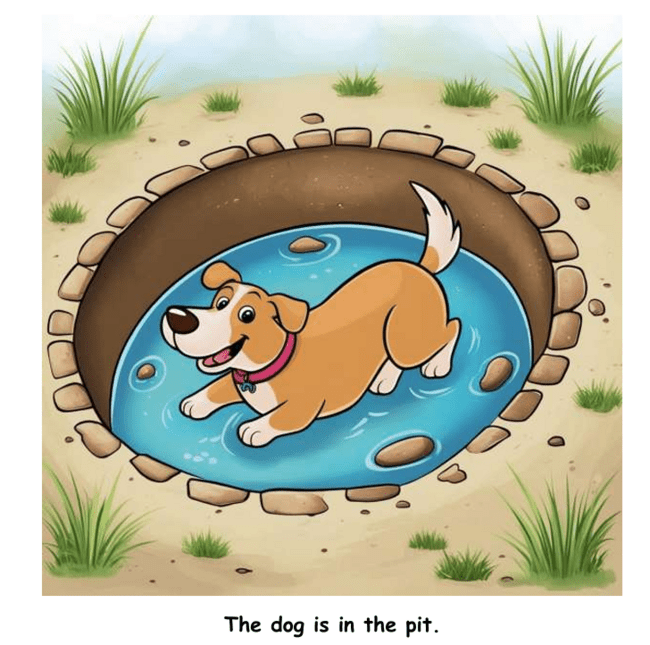 The dog is in the pit.